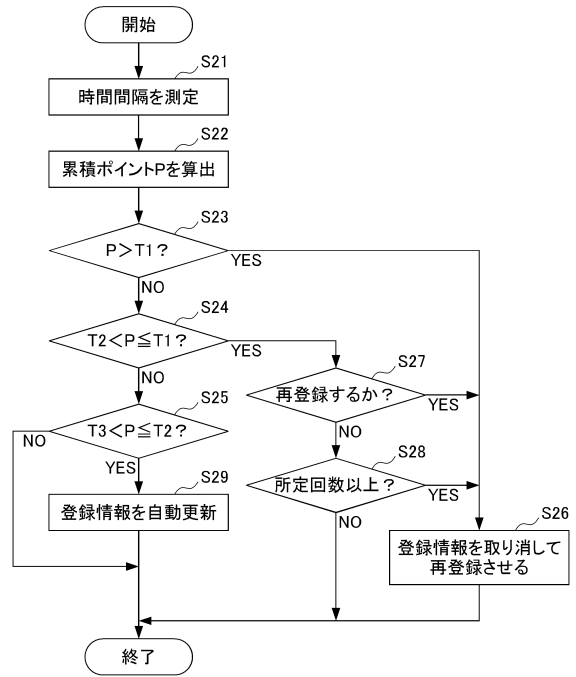 開始
S21
時間間隔を測定
S22
累積ポイントPを算出
S23
P>T1?
YES
NO
S24
T2<P≦T1?
YES
NO
S27
再登録するか?
YES
NO
S25
T3<P≦T2?
NO
YES
S28
所定回数以上?
YES
NO
S29
登録情報を自動更新
S26
登録情報を取り消して
再登録させる
終了